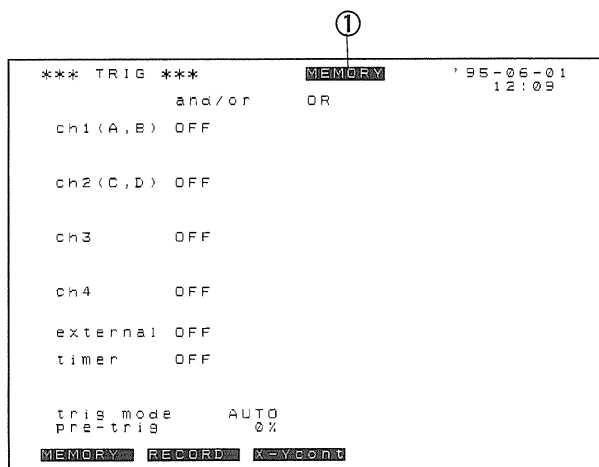 ①
*** TRIG *** MEMORY '95-06-01
12:09
and/or OR
ch1(A,B) OFF
ch2(C,D) OFF
ch3 OFF
ch4 OFF
external OFF
timer OFF
trig mode AUTO
pre-trig 0%
MEMORY RECORD X-Ycont